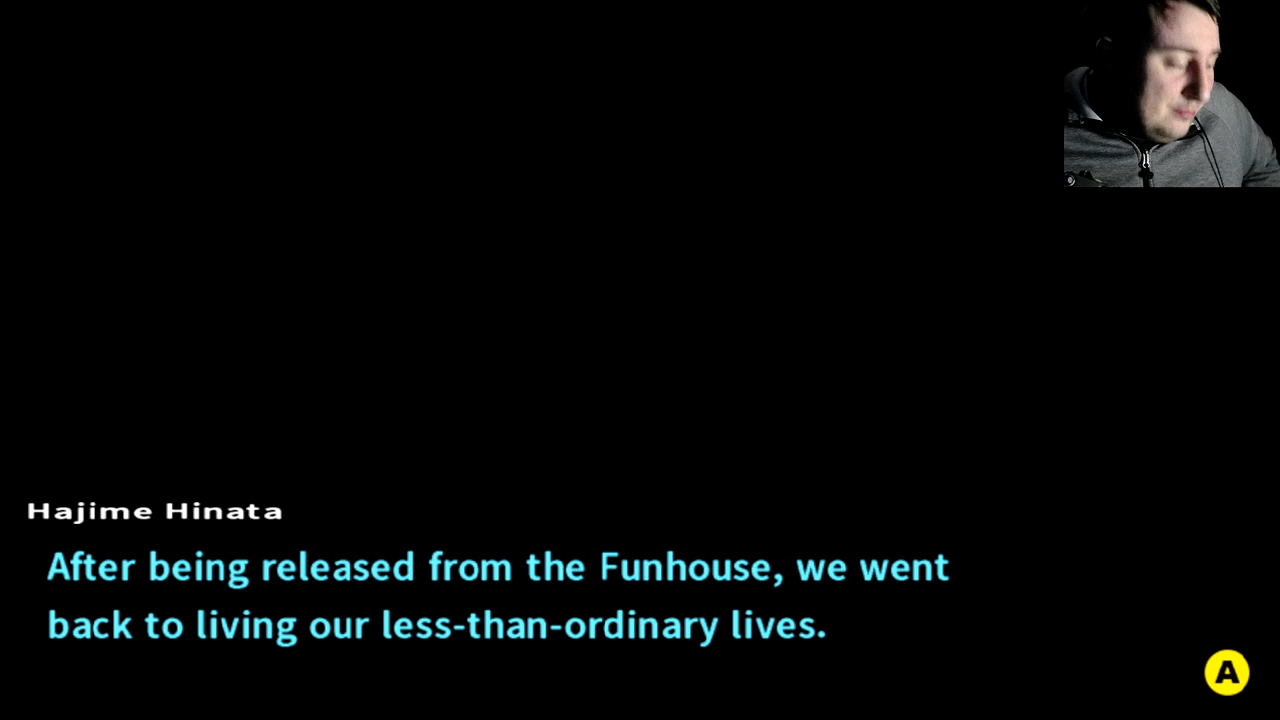 Hajime Hinata
After being released from the Funhouse, we went
back to living our less-than-ordinary lives.
A